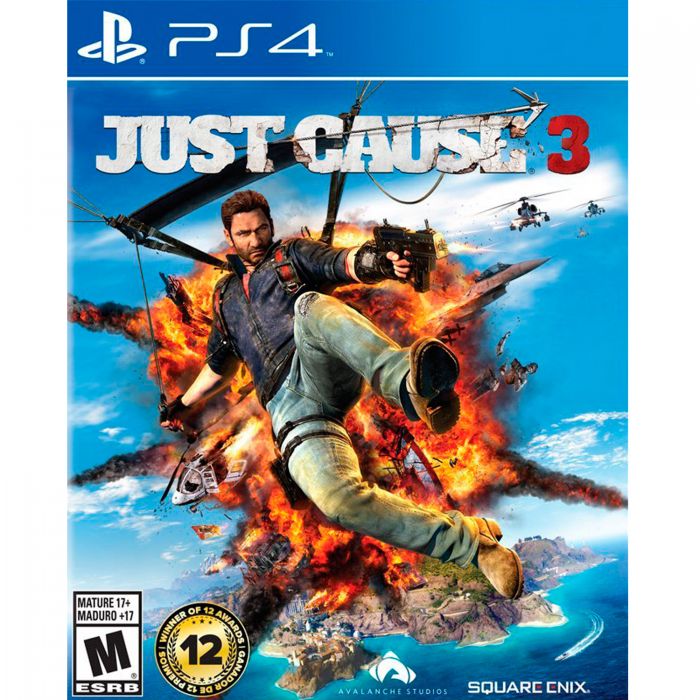 PS4™
JUST CAUSE 3
MATURE 17+
MADURO +17
M
ESRB
WINNER OF 12 AWARDS
12
¡GANADOR DE 12 PREMIOS!
AVALANCHE STUDIOS
SQUARE ENIX.